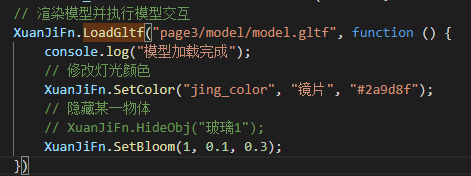 // 渲染模型并执行模型交互
XuanJiFn.LoadGltf("page3/model/model.gltf", function () {
console.log("模型加载完成");
// 修改灯光颜色
XuanJiFn.SetColor("jing_color", "镜片", "#2a9d8f");
// 隐藏某一物体
// XuanJiFn.HideObj("玻璃1");
XuanJiFn.SetBloom(1, 0.1, 0.3);
})